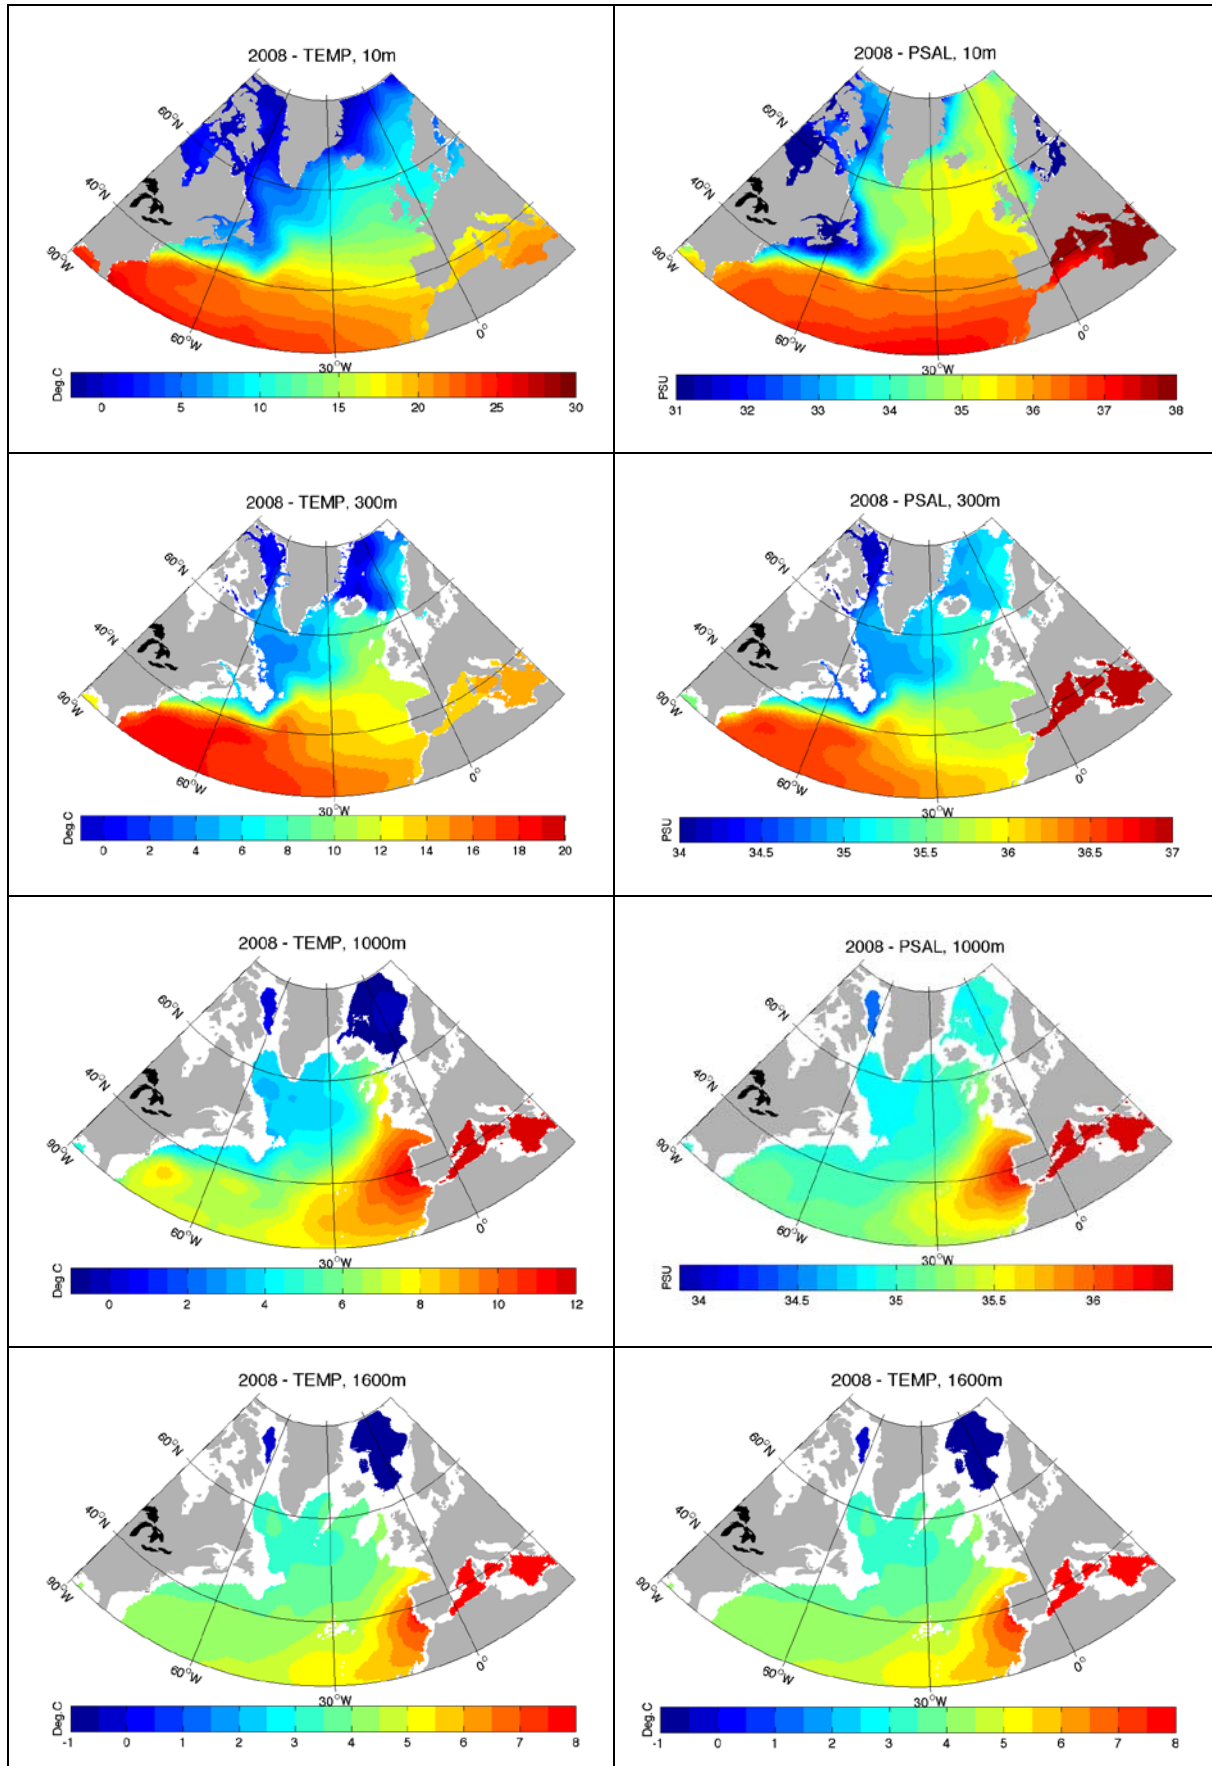 2008 - TEMP, 10m
60°N
40°N
90°W
60°W
30°W
0°
Deg.C
0 5 10 15 20 25 30
2008 - PSAL, 10m
60°N
40°N
90°W
60°W
30°W
0°
PSU
31 32 33 34 35 36 37 38
2008 - TEMP, 300m
60°N
40°N
90°W
60°W
30°W
0°
Deg.C
0 2 4 6 8 10 12 14 16 18 20
2008 - PSAL, 300m
60°N
40°N
90°W
60°W
30°W
0°
PSU
34 34.5 35 35.5 36 36.5 37
2008 - TEMP, 1000m
60°N
40°N
90°W
60°W
30°W
0°
Deg.C
0 2 4 6 8 10 12
2008 - PSAL, 1000m
60°N
40°N
90°W
60°W
30°W
0°
PSU
34 34.5 35 35.5 36
2008 - TEMP, 1600m
60°N
40°N
90°W
60°W
30°W
0°
Deg.C
-1 0 1 2 3 4 5 6 7 8
2008 - TEMP, 1600m
60°N
40°N
90°W
60°W
30°W
0°
Deg.C
-1 0 1 2 3 4 5 6 7 8